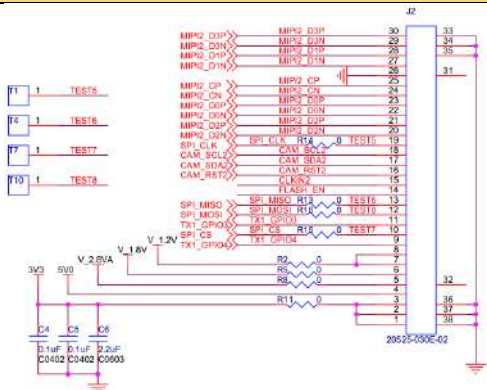 J2
MIPI2_D3P MIPI2_D3P 30 33
MIPI2_D3N MIPI2_D3N 29 34
MIPI2_D1P MIPI2_D1P 28 35
MIPI2_D1N MIPI2_D1N 27
26 31
MIPI2_CP MIPI2_CP 25
T1 1 TEST5 MIPI2_CN MIPI2_CN 24
MIPI2_D0P MIPI2_D0P 23
MIPI2_D0N MIPI2_D0N 22
MIPI2_D2P MIPI2_D2P 21
T4 1 TEST6 MIPI2_D2N MIPI2_D2N 20
SPI_CLK SPI_CLK R14 0 TEST5 19
CAM_SCL2 CAM_SCL2 18
T7 1 TEST7 CAM_SDA2 CAM_SDA2 17
CAM_RST2 CAM_RST2 16
CLKIN2 15
T10 1 TEST8 FLASH_EN 14
SPI_MISO SPI_MISO R13 0 TEST6 13
SPI_MOSI SPI_MOSI 0 TEST8 12
TX1_GPIO3 TX1_GPIO3 11
SPI_CS SPI_CS R15 0 TEST7 10
TX1_GPIO4 TX1_GPIO4 9
V_1.2V 8
V_1.8V R2 0 7
V_2.8VA R5 0 6
3V3 5V0 R8 0 5 32
4
R11 0 3 36
2 37
1 38
C4 C5 C6
0.1uF 0.1uF 2.2uF
C0402 C0402 C0603
20525-030E-02